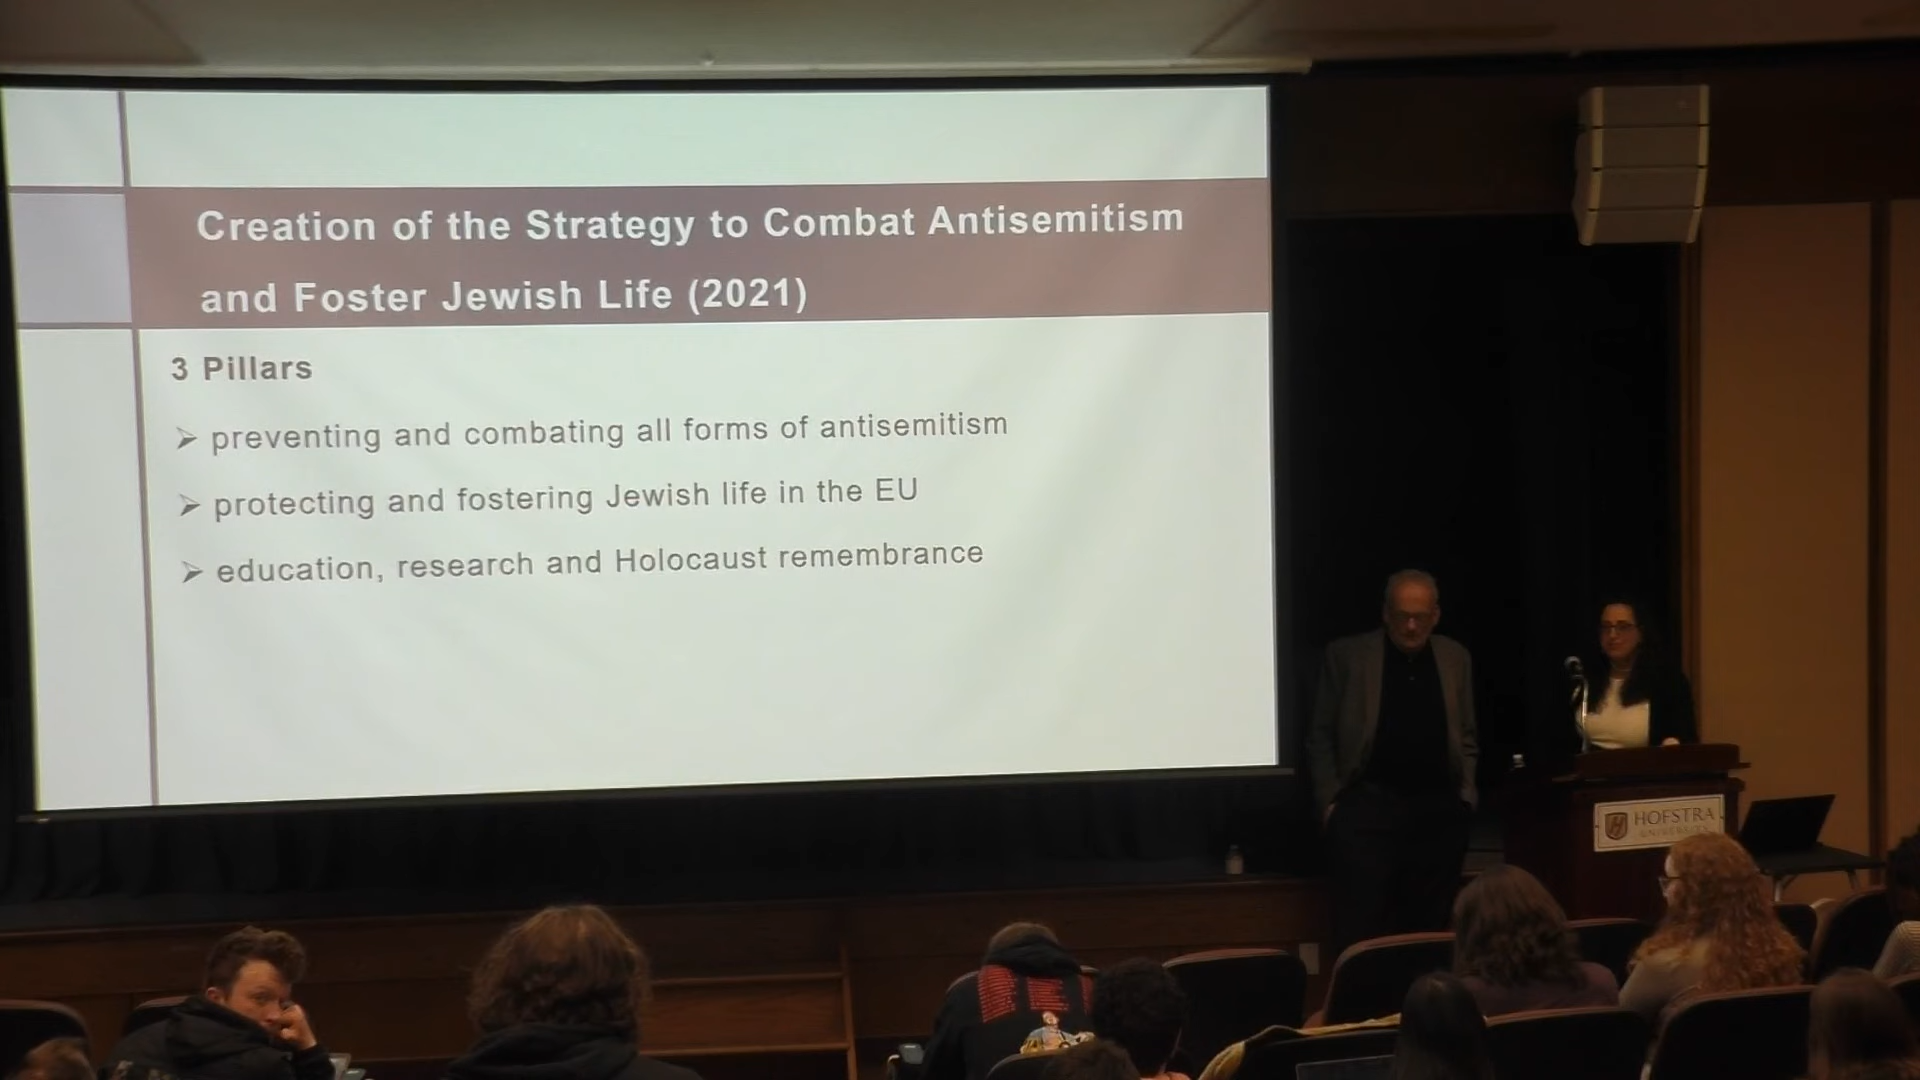 Creation of the Strategy to Combat Antisemitism
and Foster Jewish Life (2021)
3 Pillars
➢ preventing and combating all forms of antisemitism
➢ protecting and fostering Jewish life in the EU
➢ education, research and Holocaust remembrance
HOFSTRA
UNIVERSITY